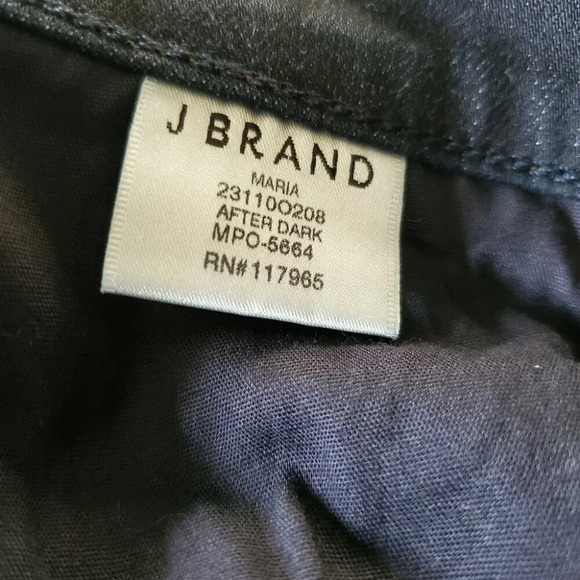 J BRAND
MARIA
23110O208
AFTER DARK
MPO-5664
RN# 117965